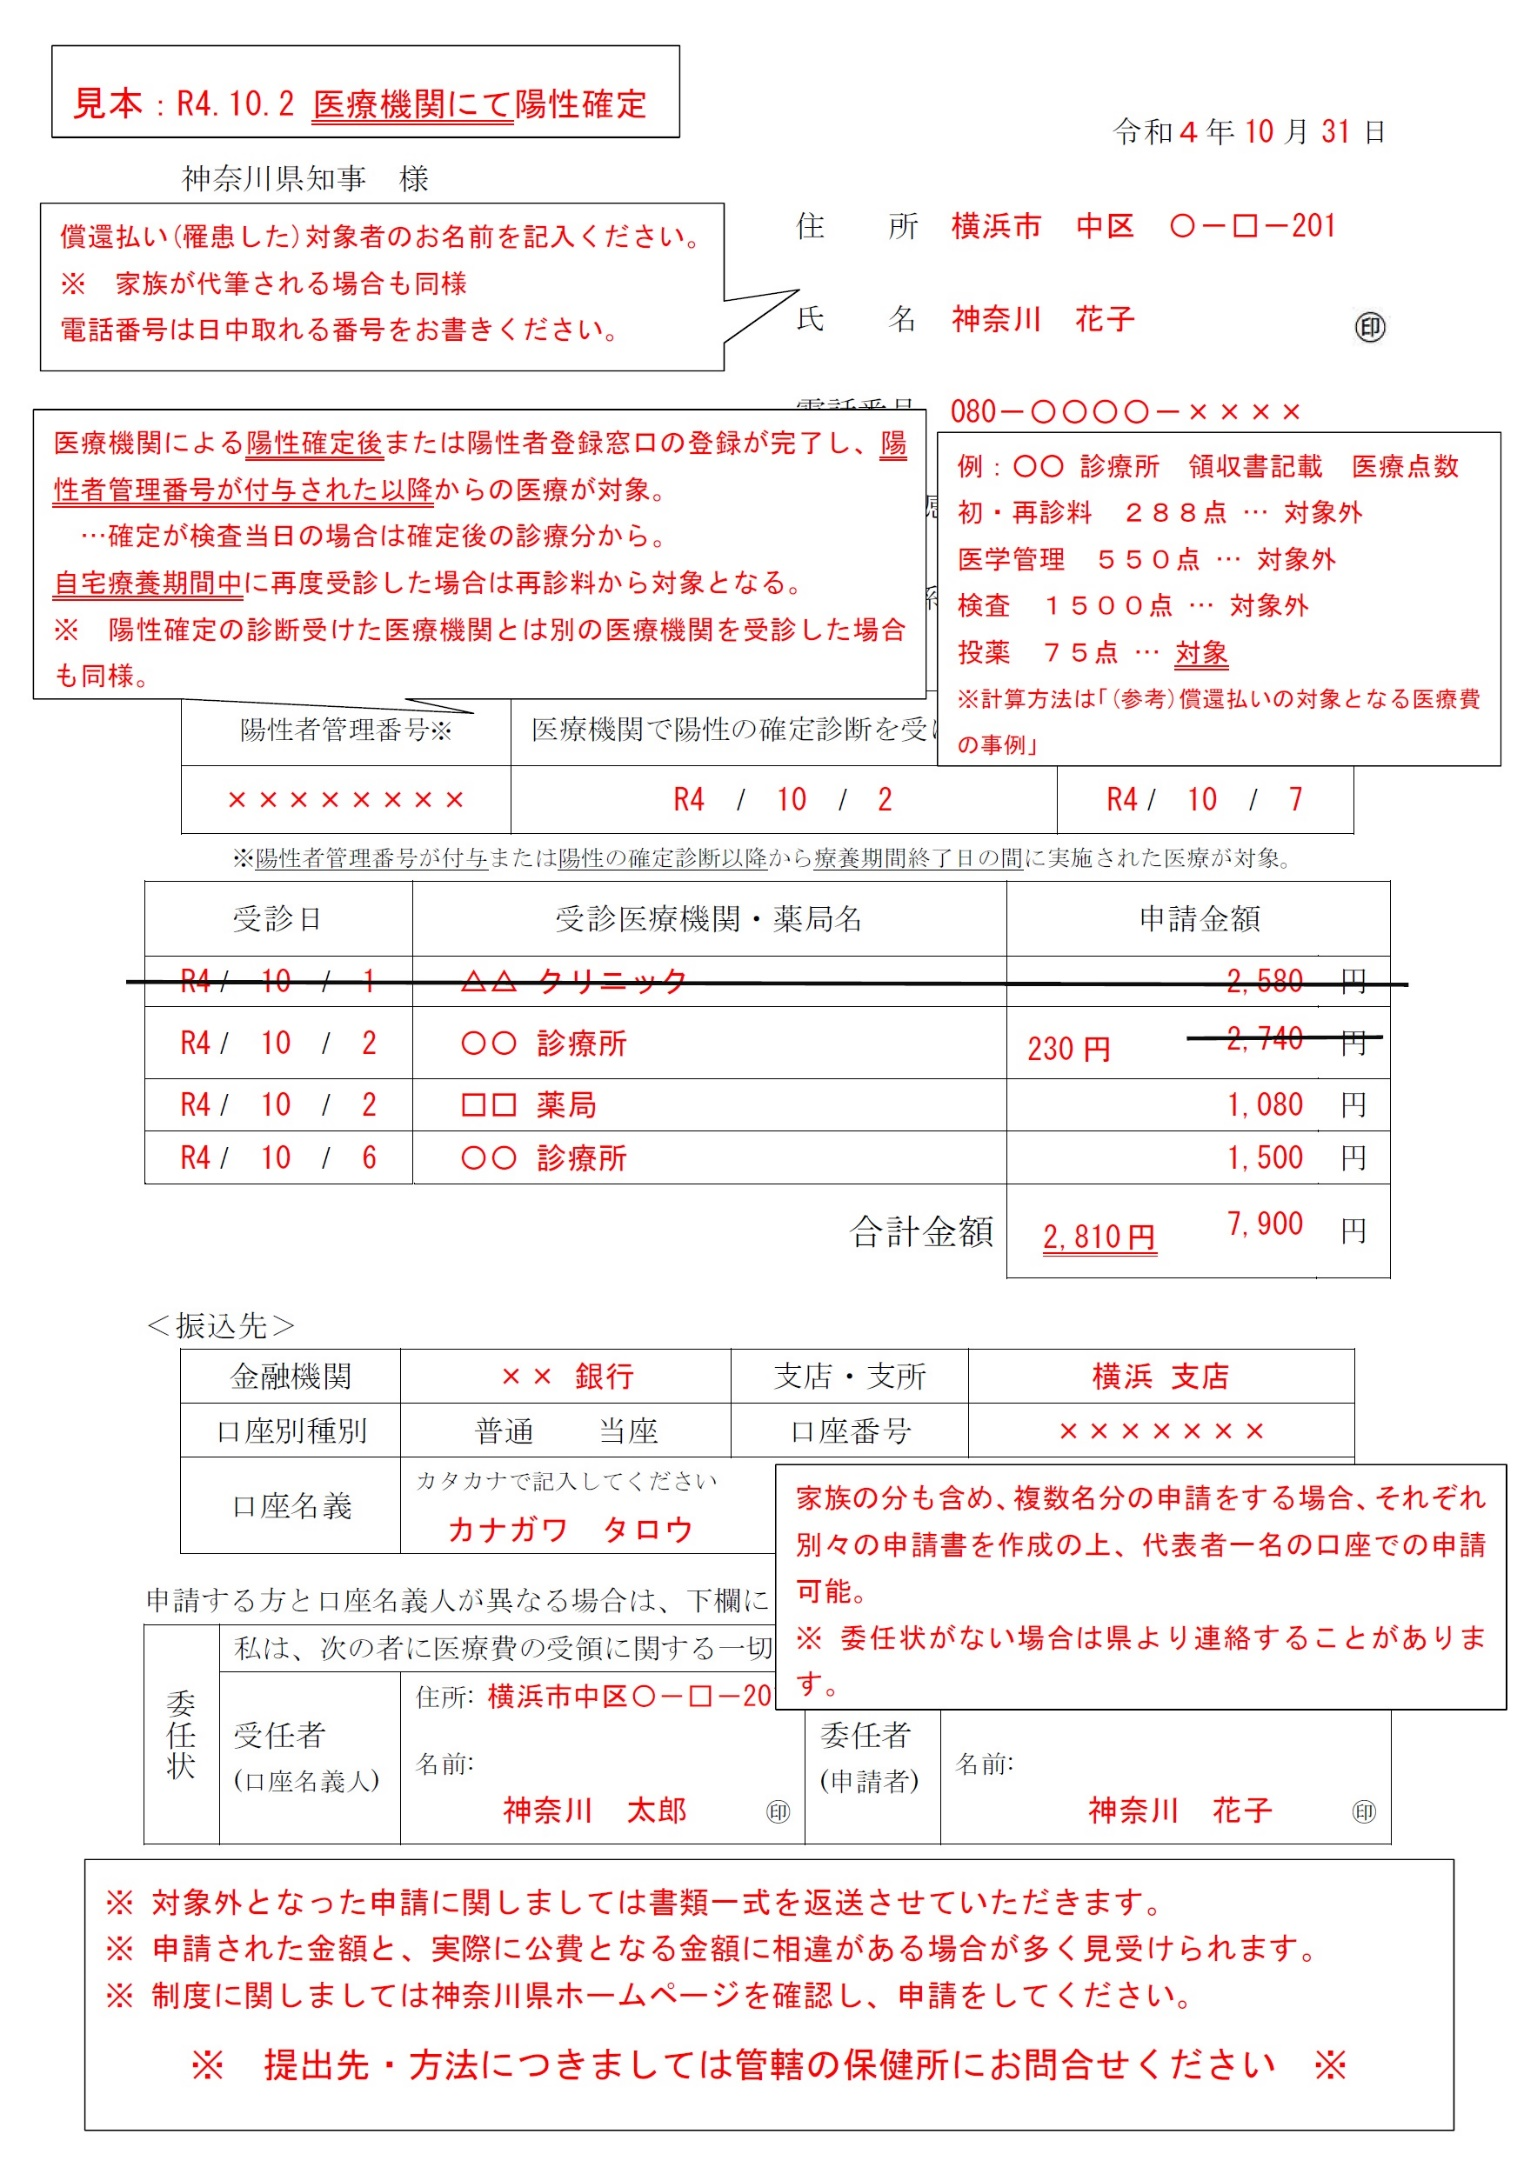 見本：R4.10.2 医療機関にて陽性確定
令和４年 10 月 31 日
神奈川県知事　様
償還払い（罹患した）対象者のお名前を記入ください。
※　家族が代筆される場合も同様
電話番号は日中取れる番号をお書きください。
住　　所　横浜市　中区　〇－□－201
氏　　名　神奈川　花子　㊞
電話番号　080－〇〇〇〇－××××
医療機関による陽性確定後または陽性者登録窓口の登録が完了し、陽
性者管理番号が付与された以降からの医療が対象。
…確定が検査当日の場合は確定後の診療分から。
自宅療養期間中に再度受診した場合は再診料から対象となる。
※　陽性確定の診断受けた医療機関とは別の医療機関を受診した場合
も同様。
例：〇〇 診療所　領収書記載　医療点数
初・再診料　２８８点 … 対象外
医学管理　５５０点 … 対象外
検査　１５００点 … 対象外
投薬　７５点 … 対象
※計算方法は「（参考）償還払いの対象となる医療費
の事例」
陽性者管理番号※　医療機関で陽性の確定診断を受
××××××××　R4 / 10 / 2　R4 / 10 / 7
※陽性者管理番号が付与または陽性の確定診断以降から療養期間終了日の間に実施された医療が対象。
受診日　受診医療機関・薬局名　申請金額
R4 / 10 / 1　△△ クリニック　2,580 円
R4 / 10 / 2　〇〇 診療所　230 円　2,740 円
R4 / 10 / 2　□□ 薬局　1,080 円
R4 / 10 / 6　〇〇 診療所　1,500 円
合計金額　2,810 円　7,900 円
＜振込先＞
金融機関　×× 銀行　支店・支所　横浜 支店
口座別種別　普通　当座　口座番号　×××××××
口座名義　カタカナで記入してください
カナガワ　タロウ
家族の分も含め、複数名分の申請をする場合、それぞれ
別々の申請書を作成の上、代表者一名の口座での申請
可能。
※ 委任状がない場合は県より連絡することがありま
す。
申請する方と口座名義人が異なる場合は、下欄に
委任状
私は、次の者に医療費の受領に関する一切
受任者
(口座名義人)
住所: 横浜市中区〇－□－20
名前:
神奈川　太郎　㊞
委任者
(申請者)
名前:
神奈川　花子　㊞
※ 対象外となった申請に関しましては書類一式を返送させていただきます。
※ 申請された金額と、実際に公費となる金額に相違がある場合が多く見受けられます。
※ 制度に関しましては神奈川県ホームページを確認し、申請をしてください。
※　提出先・方法につきましては管轄の保健所にお問合せください　※